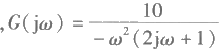 ,G(jω) = 10 / (−ω²(2jω + 1))